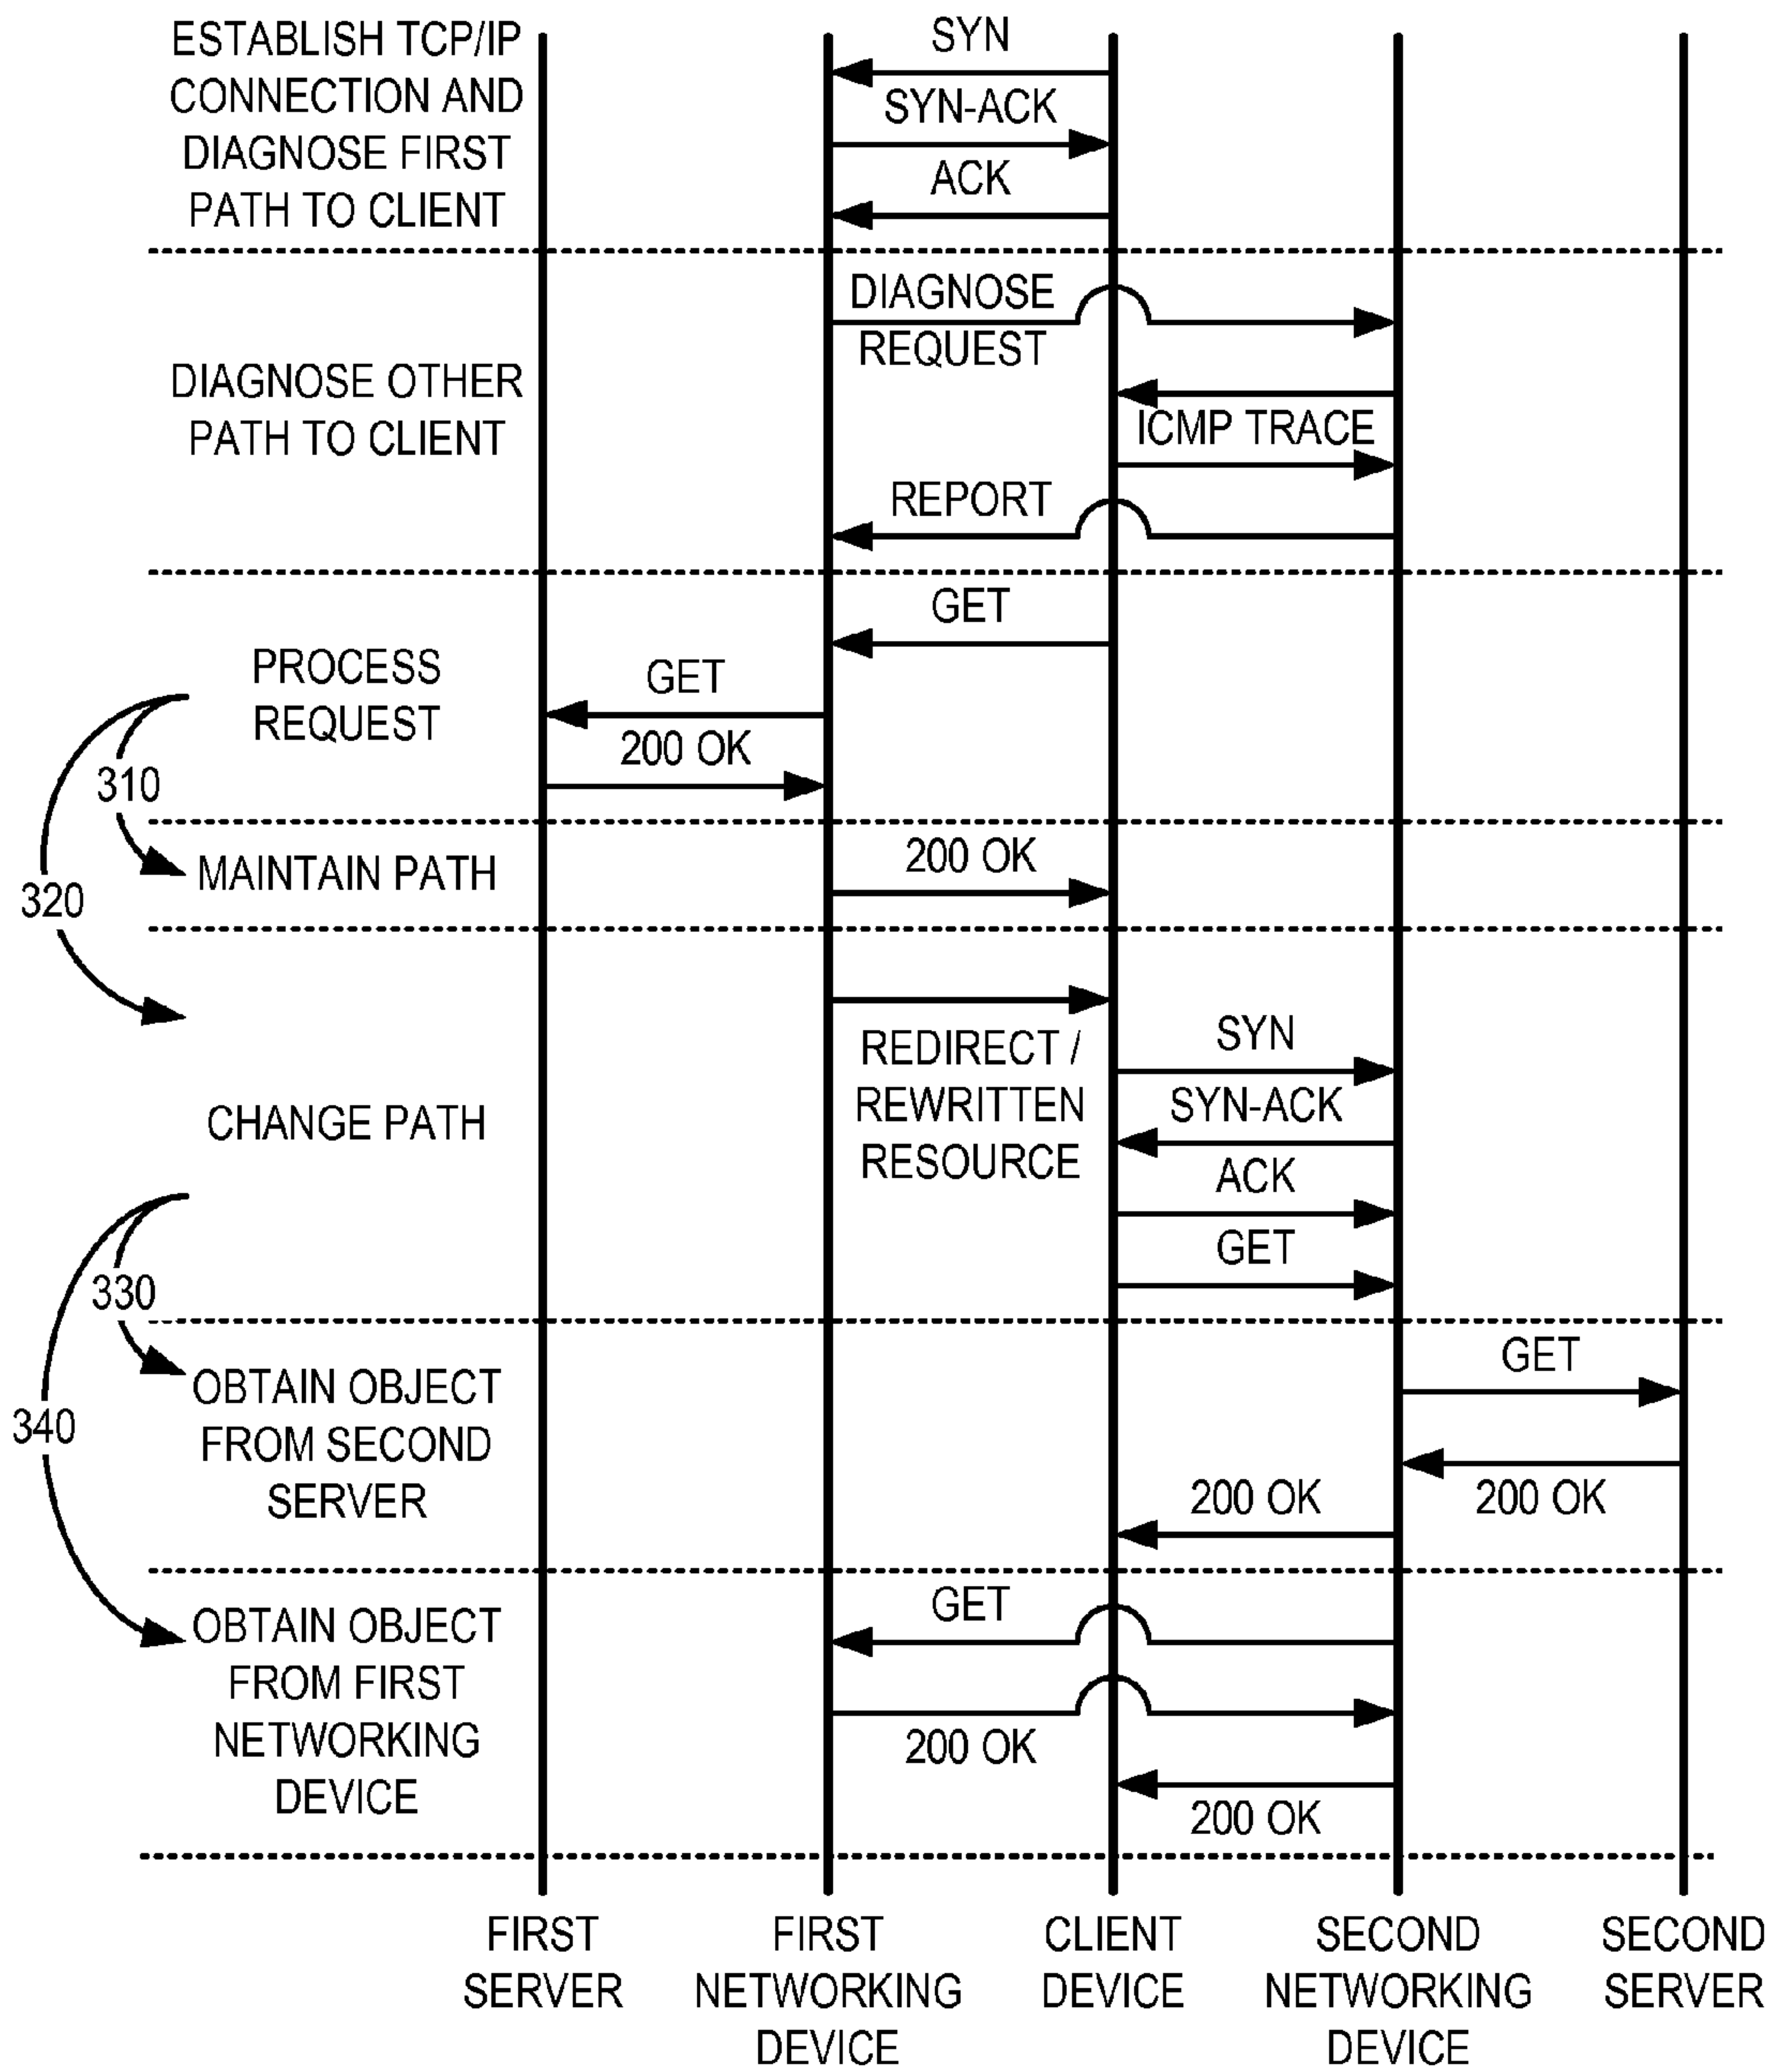 ESTABLISH TCP/IP
CONNECTION AND
DIAGNOSE FIRST
PATH TO CLIENT
SYN
SYN-ACK
ACK
DIAGNOSE OTHER
PATH TO CLIENT
DIAGNOSE
REQUEST
ICMP TRACE
REPORT
PROCESS
REQUEST
GET
GET
200 OK
310
320
MAINTAIN PATH
200 OK
CHANGE PATH
REDIRECT /
REWRITTEN
RESOURCE
SYN
SYN-ACK
ACK
GET
330
340
OBTAIN OBJECT
FROM SECOND
SERVER
GET
200 OK
200 OK
OBTAIN OBJECT
FROM FIRST
NETWORKING
DEVICE
GET
200 OK
200 OK
FIRST
SERVER
FIRST
NETWORKING
DEVICE
CLIENT
DEVICE
SECOND
NETWORKING
DEVICE
SECOND
SERVER